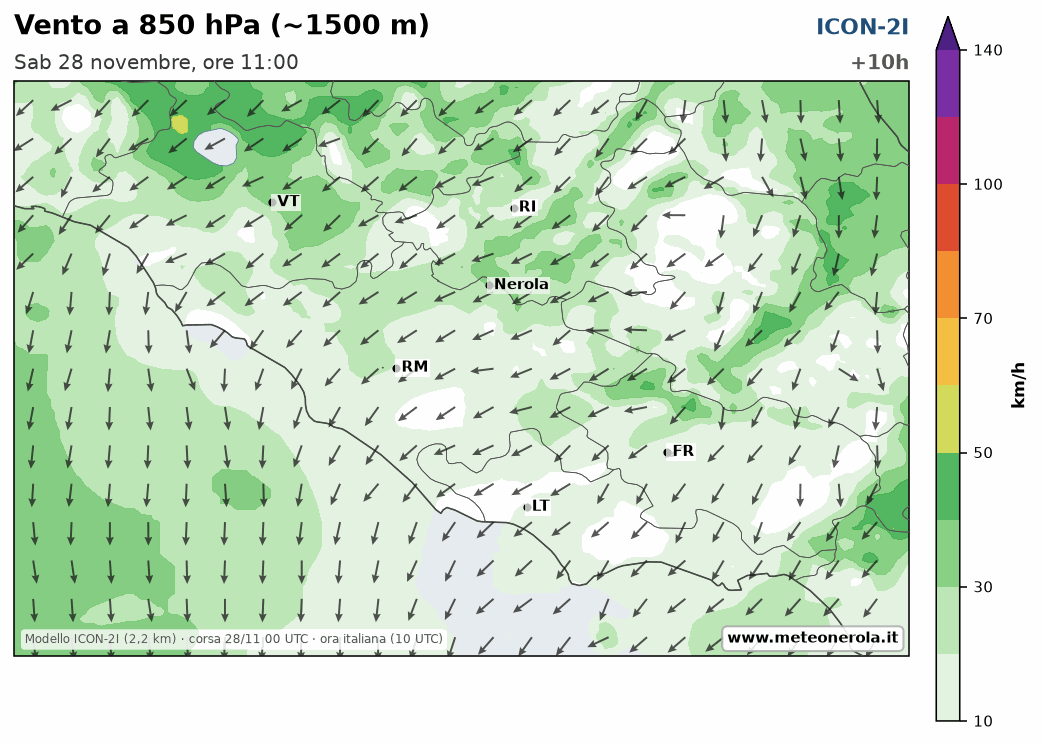 Vento a 850 hPa (~1500 m)
ICON-2I
Sab 28 novembre, ore 11:00
+10h
VT
RI
Nerola
RM
FR
LT
Modello ICON-2I (2,2 km) · corsa 28/11 00 UTC · ora italiana (10 UTC)
www.meteonerola.it
140
100
70
50
30
10
km/h